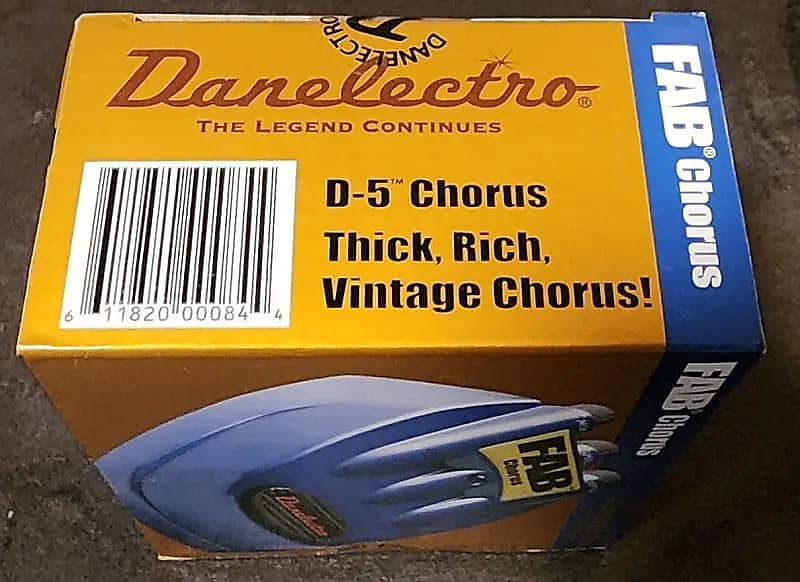 DANELECTRO
D
Danelectro®
THE LEGEND CONTINUES
D-5™ Chorus
Thick, Rich,
Vintage Chorus!
6 11820 00084 4
FAB® Chorus
FAB Chorus
FAB
Chorus
Danelectro